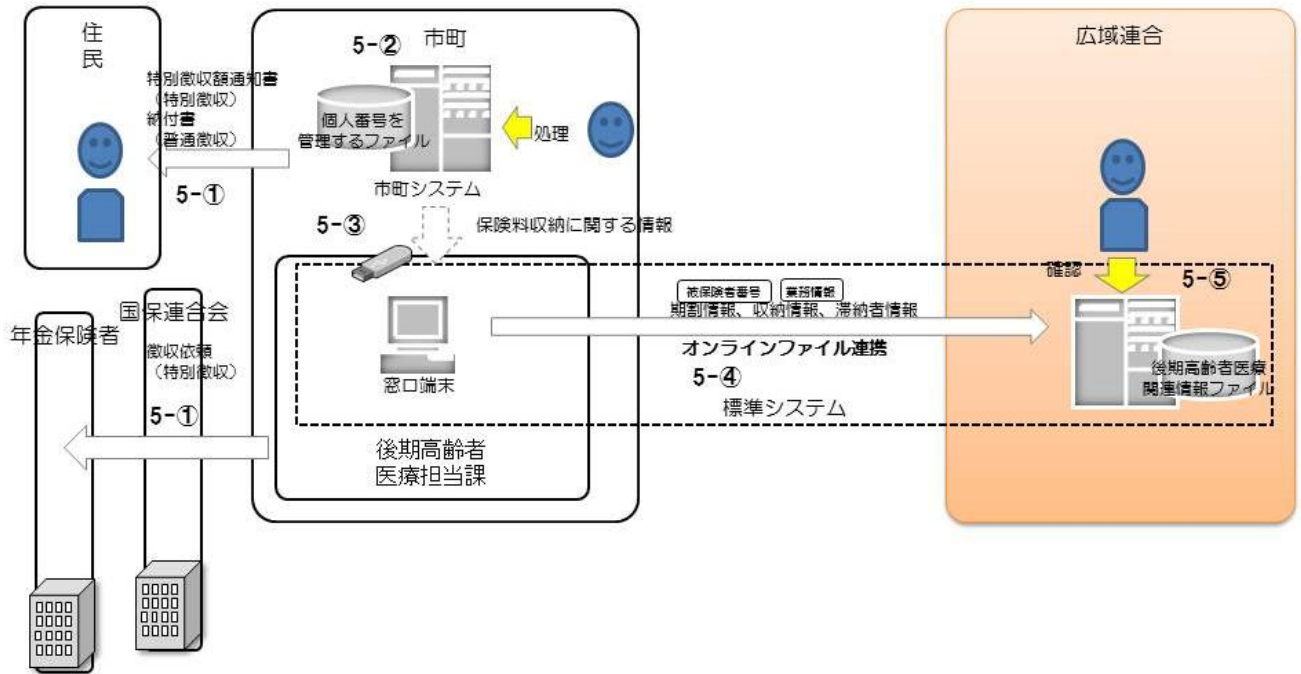 住
民
特別徴収額通知書
（特別徴収）
納付書
（普通徴収）
5-①
市町
5-②
個人番号を
管理するファイル
処理
市町システム
5-③
保険料収納に関する情報
窓口端末
後期高齢者
医療担当課
被保険者番号
業務情報
期割情報、収納情報、滞納者情報
オンラインファイル連携
5-④
標準システム
広域連合
確認
5-⑤
後期高齢者医療
関連情報ファイル
国保連合会
年金保険者
徴収依頼
（特別徴収）
5-①